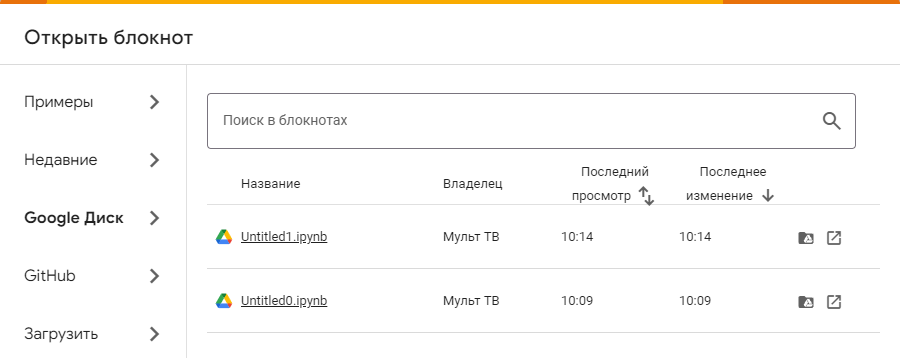 Открыть блокнот
Примеры
Недавние
Google Диск
GitHub
Загрузить
Поиск в блокнотах
Название Владелец Последний просмотр Последнее изменение
Untitled1.ipynb Мульт ТВ 10:14 10:14
Untitled0.ipynb Мульт ТВ 10:09 10:09